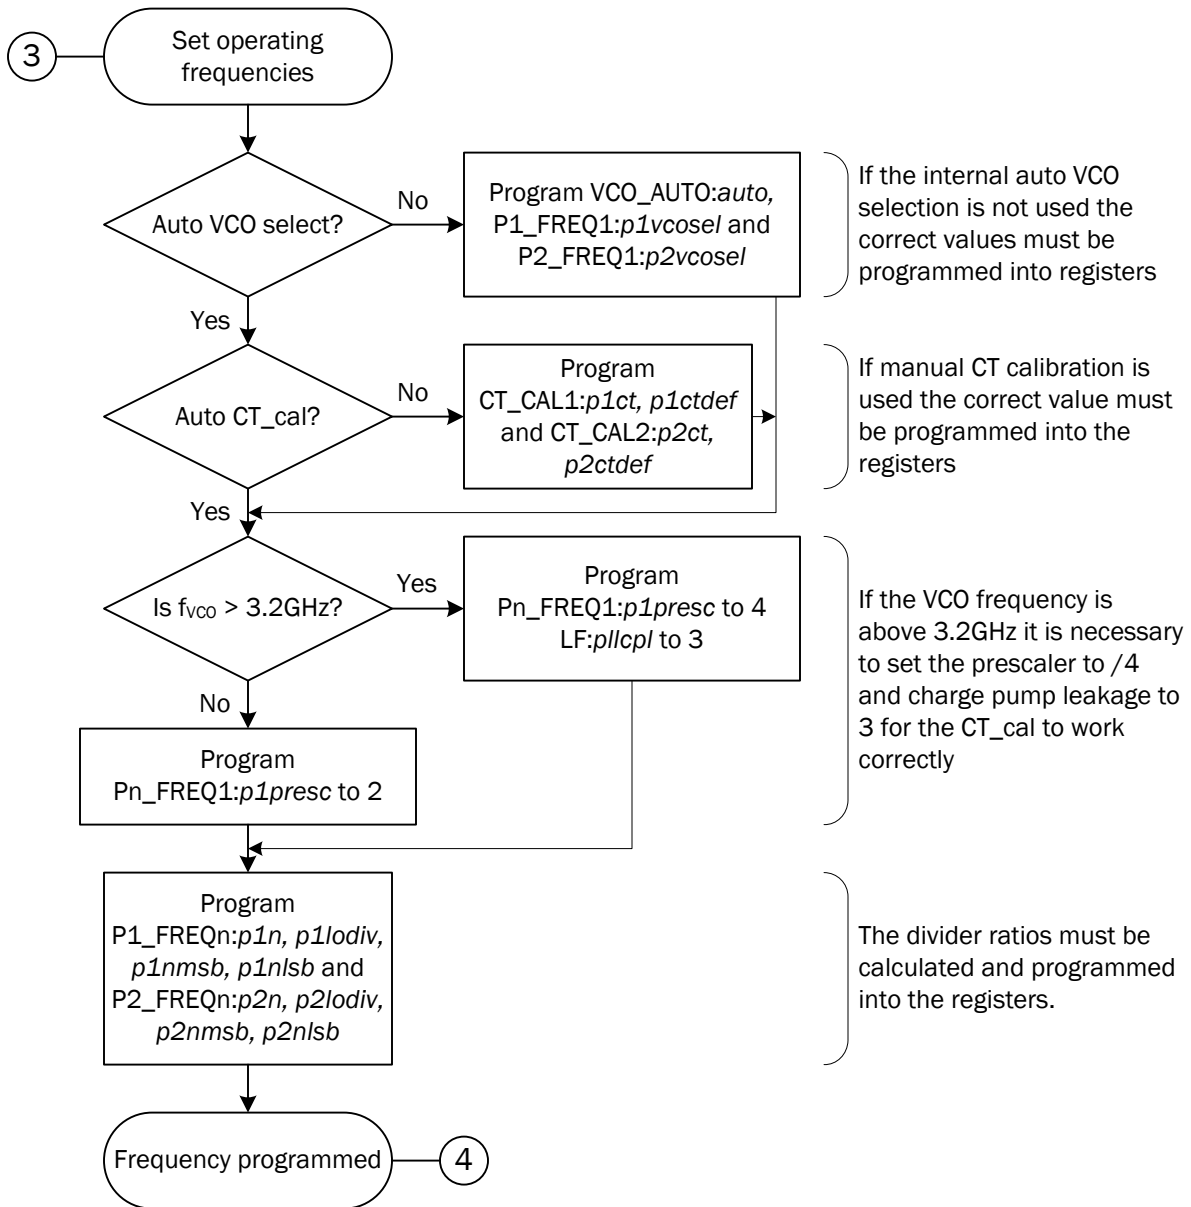 3
Set operating
frequencies
Auto VCO select?
No
Program VCO_AUTO:auto,
P1_FREQ1:p1vcosel and
P2_FREQ1:p2vcosel
If the internal auto VCO
selection is not used the
correct values must be
programmed into registers
Yes
Auto CT_cal?
No
Program
CT_CAL1:p1ct, p1ctdef
and CT_CAL2:p2ct,
p2ctdef
If manual CT calibration is
used the correct value must
be programmed into the
registers
Yes
Is fVCO > 3.2GHz?
Yes
Program
Pn_FREQ1:p1presc to 4
LF:pllcpl to 3
If the VCO frequency is
above 3.2GHz it is necessary
to set the prescaler to /4
and charge pump leakage to
3 for the CT_cal to work
correctly
No
Program
Pn_FREQ1:p1presc to 2
Program
P1_FREQn:p1n, p1lodiv,
p1nmsb, p1nlsb and
P2_FREQn:p2n, p2lodiv,
p2nmsb, p2nlsb
The divider ratios must be
calculated and programmed
into the registers.
Frequency programmed
4